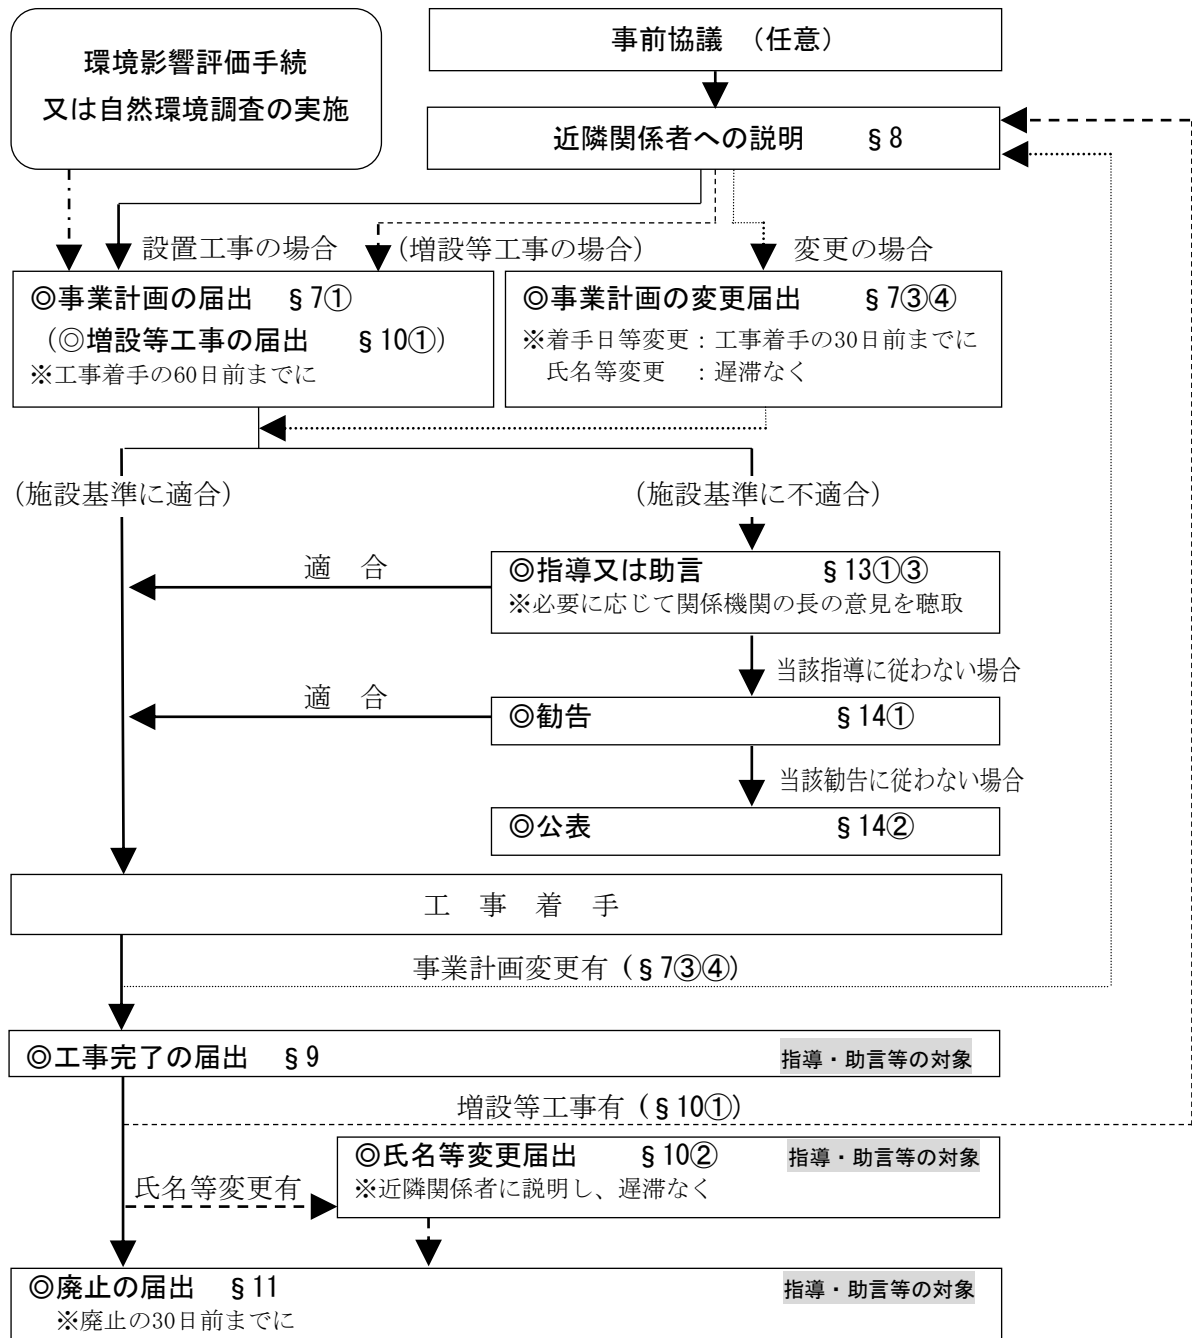 環境影響評価手続
又は自然環境調査の実施
事前協議 （任意）
近隣関係者への説明 §8
設置工事の場合
(増設等工事の場合)
変更の場合
◎事業計画の届出 §7①
(◎増設等工事の届出 §10①)
※工事着手の60日前までに
◎事業計画の変更届出 §7③④
※着手日等変更：工事着手の30日前までに
氏名等変更 ：遅滞なく
(施設基準に適合)
(施設基準に不適合)
適 合
◎指導又は助言 §13①③
※必要に応じて関係機関の長の意見を聴取
当該指導に従わない場合
適 合
◎勧告 §14①
当該勧告に従わない場合
◎公表 §14②
工 事 着 手
事業計画変更有 (§7③④)
◎工事完了の届出 §9
指導・助言等の対象
増設等工事有 (§10①)
◎氏名等変更届出 §10②
指導・助言等の対象
※近隣関係者に説明し、遅滞なく
氏名等変更有
◎廃止の届出 §11
指導・助言等の対象
※廃止の30日前までに